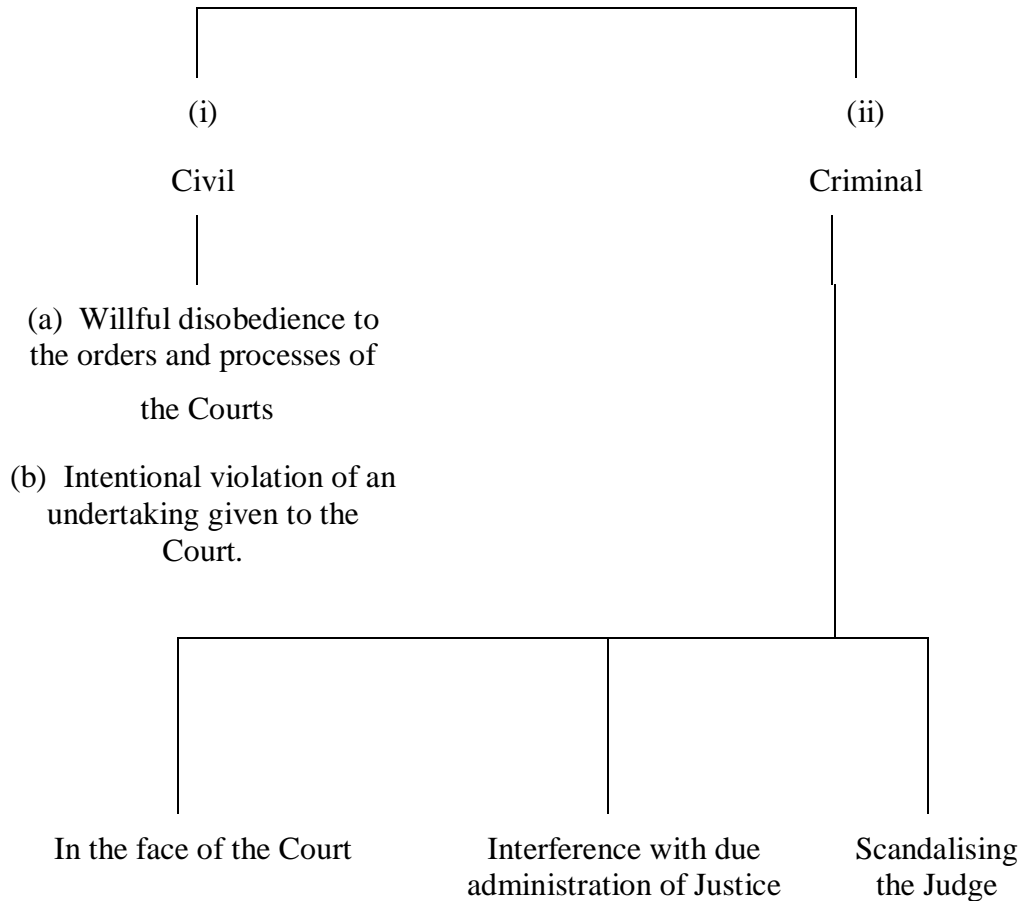 (i)
(ii)
Civil
Criminal
(a) Willful disobedience to
the orders and processes of
the Courts
(b) Intentional violation of an
undertaking given to the
Court.
In the face of the Court
Interference with due
administration of Justice
Scandalising
the Judge